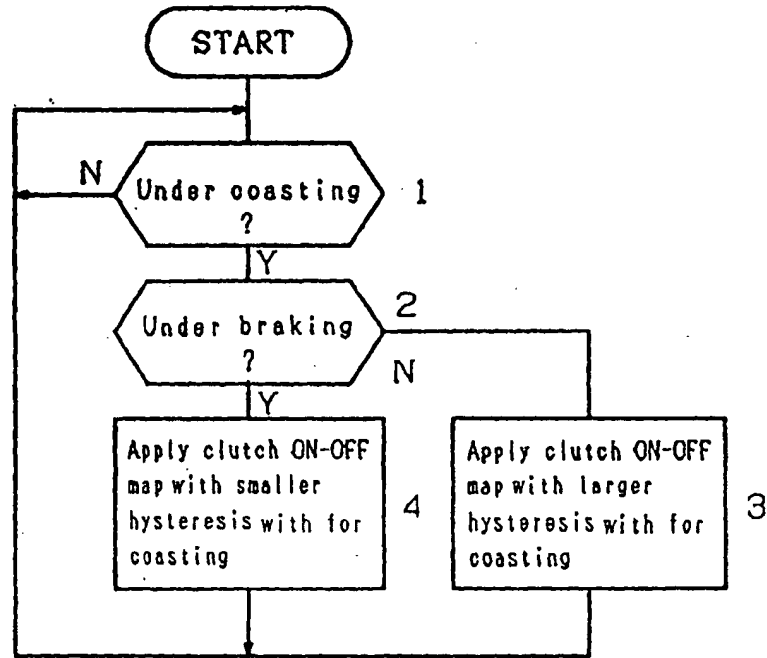 START
N
Under coasting
?
1
Y
2
Under braking
?
N
Y
Apply clutch ON-OFF
map with smaller
hysteresis with for
coasting
4
Apply clutch ON-OFF
map with larger
hysteresis with for
coasting
3